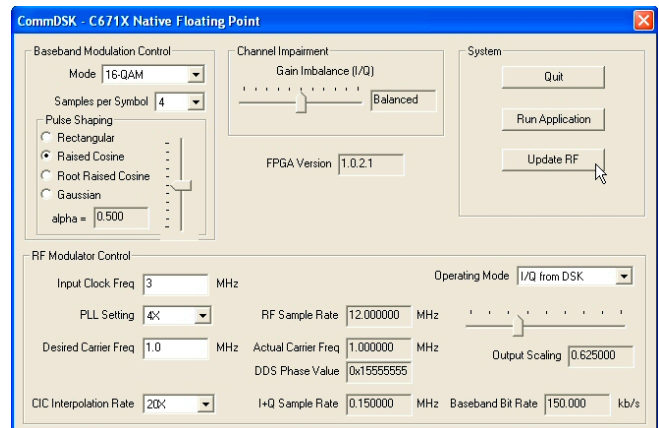 CommDSK - C671X Native Floating Point
Baseband Modulation Control
Mode 16-QAM
Samples per Symbol 4
Pulse Shaping
Rectangular
Raised Cosine
Root Raised Cosine
Gaussian
alpha = 0.500
Channel Impairment
Gain Imbalance (I/Q)
Balanced
FPGA Version 1.0.2.1
System
Quit
Run Application
Update RF
RF Modulator Control
Input Clock Freq 3 MHz
Operating Mode I/Q from DSK
PLL Setting 4X
RF Sample Rate 12.000000 MHz
Desired Carrier Freq 1.0 MHz
Actual Carrier Freq 1.000000 MHz
Output Scaling 0.625000
DDS Phase Value 0x15555555
CIC Interpolation Rate 20X
I+Q Sample Rate 0.150000 MHz
Baseband Bit Rate 150.000 kb/s